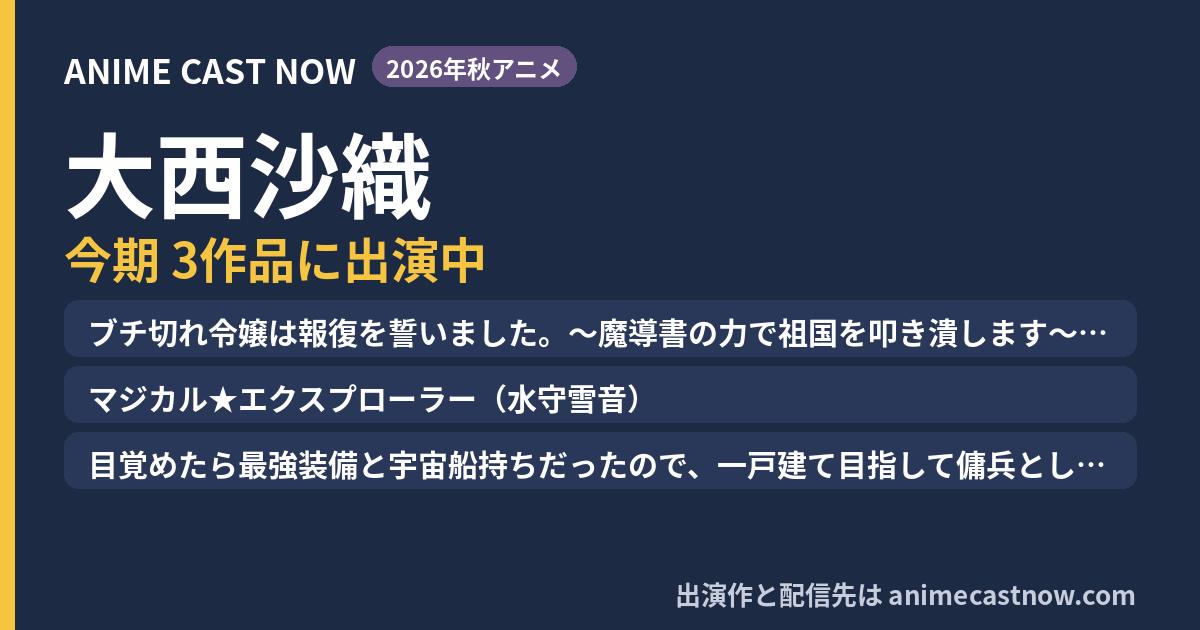 ANIME CAST NOW 2026年秋アニメ
大西沙織
今期 3作品に出演中
ブチ切れ令嬢は報復を誓いました。～魔導書の力で祖国を叩き潰します～…
マジカル★エクスプローラー（水守雪音）
目覚めたら最強装備と宇宙船持ちだったので、一戸建て目指して傭兵とし…
出演作と配信先は animecastnow.com